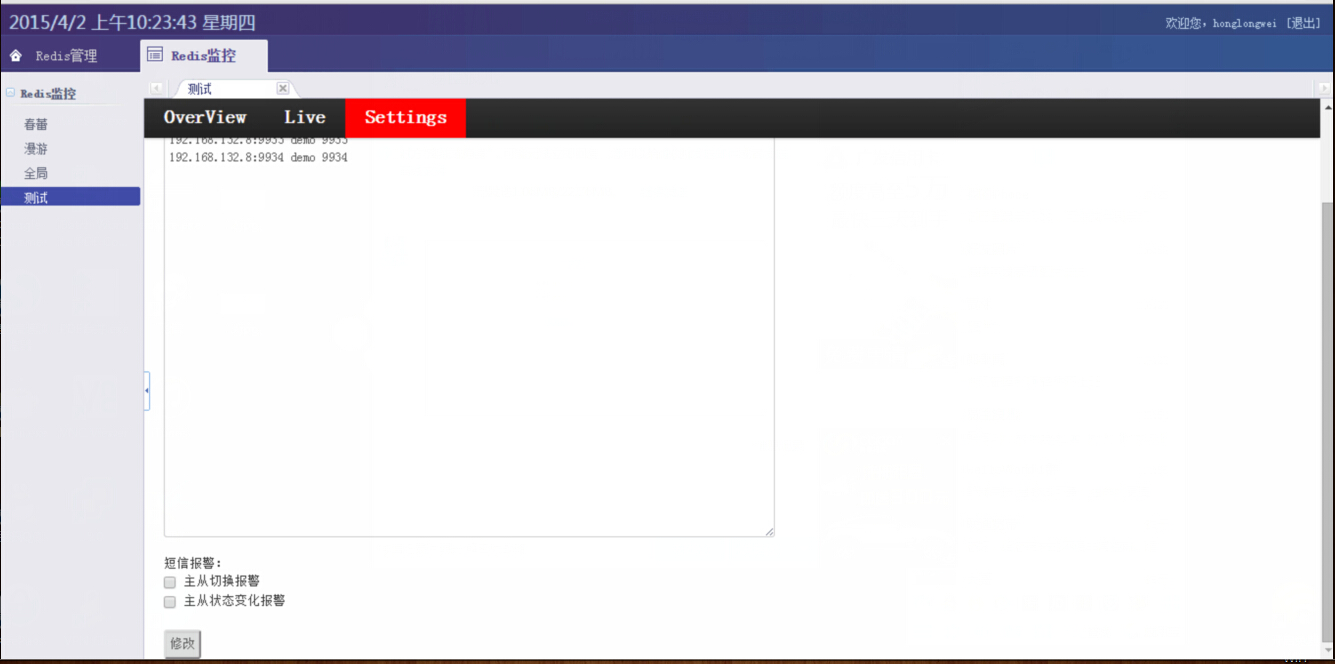 2015/4/2 上午10:23:43 星期四
欢迎您，honglongwei [退出]
Redis管理
Redis监控
Redis监控
春蕾
漫游
全局
测试
测试
OverView Live Settings
192.168.132.8:9933 demo 9933
192.168.132.8:9934 demo 9934
短信报警：
主从切换报警
主从状态变化报警
修改